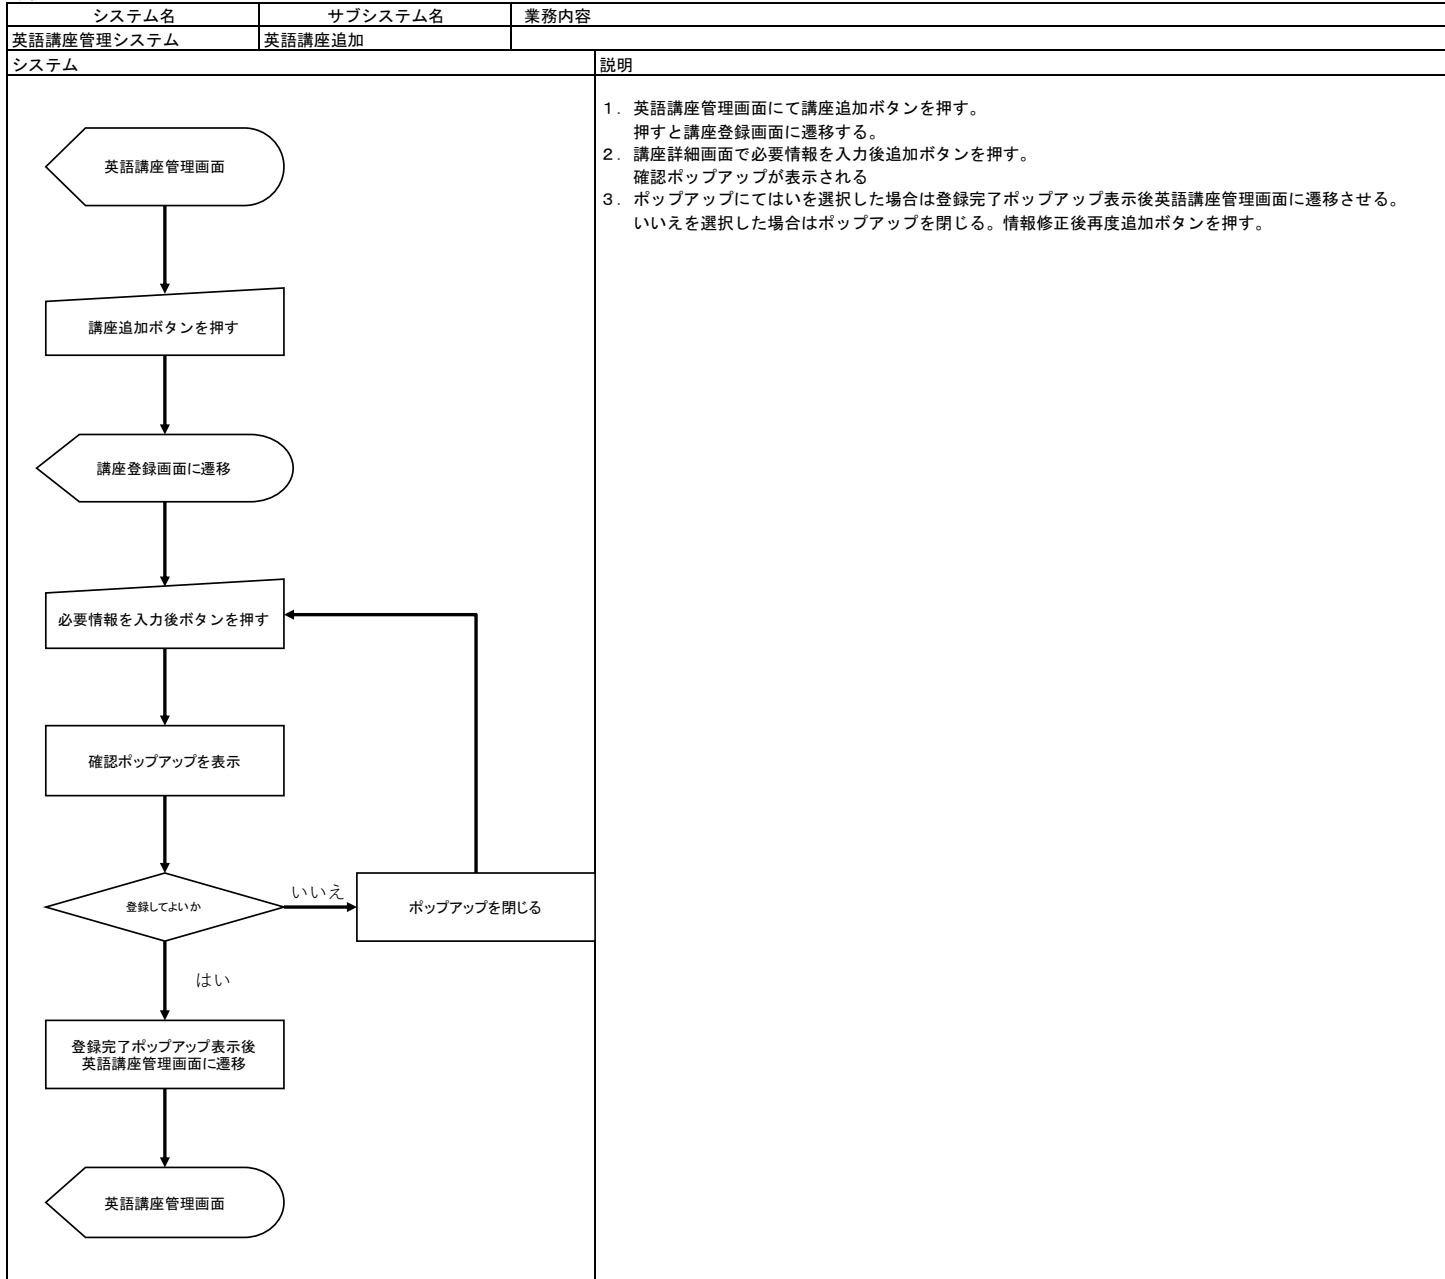 システム名 サブシステム名 業務内容
英語講座管理システム 英語講座追加
システム 説明
英語講座管理画面
講座追加ボタンを押す
講座登録画面に遷移
必要情報を入力後ボタンを押す
確認ポップアップを表示
登録してよいか
いいえ
ポップアップを閉じる
はい
登録完了ポップアップ表示後
英語講座管理画面に遷移
英語講座管理画面
１．英語講座管理画面にて講座追加ボタンを押す。
押すと講座登録画面に遷移する。
２．講座詳細画面で必要情報を入力後追加ボタンを押す。
確認ポップアップが表示される
３．ポップアップにてはいを選択した場合は登録完了ポップアップ表示後英語講座管理画面に遷移させる。
いいえを選択した場合はポップアップを閉じる。情報修正後再度追加ボタンを押す。